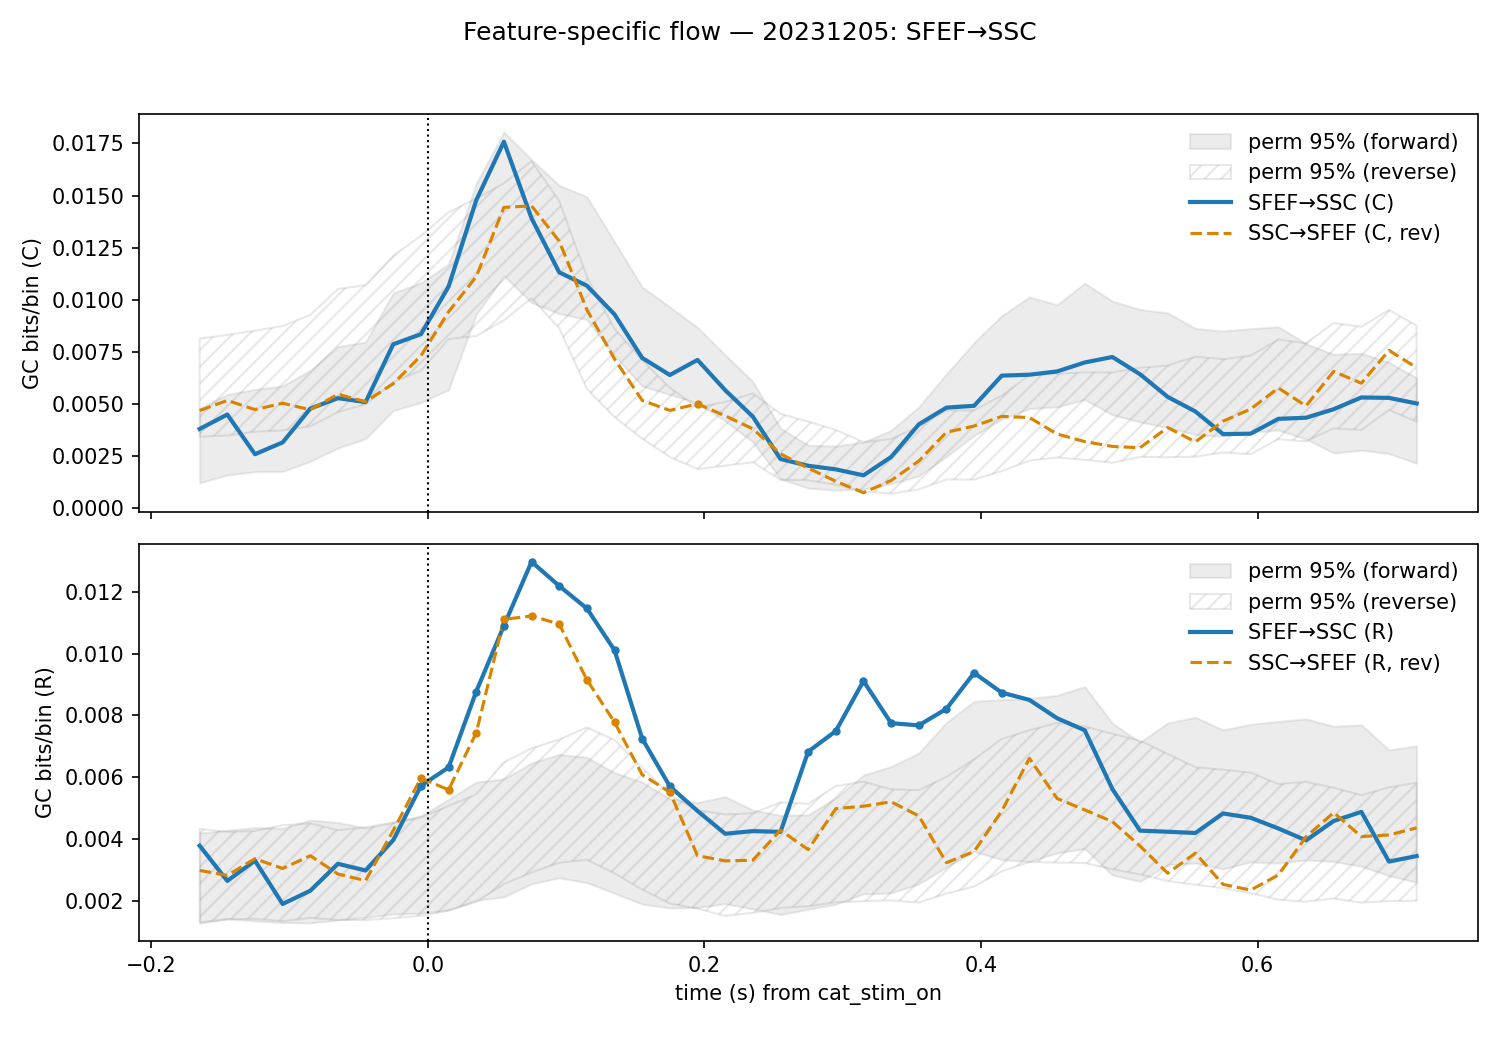 Feature-specific flow — 20231205: SFEF→SSC
GC bits/bin (C)
0.0175
0.0150
0.0125
0.0100
0.0075
0.0050
0.0025
0.0000
perm 95% (forward)
perm 95% (reverse)
SFEF→SSC (C)
SSC→SFEF (C, rev)
GC bits/bin (R)
0.012
0.010
0.008
0.006
0.004
0.002
perm 95% (forward)
perm 95% (reverse)
SFEF→SSC (R)
SSC→SFEF (R, rev)
−0.2 0.0 0.2 0.4 0.6
time (s) from cat_stim_on